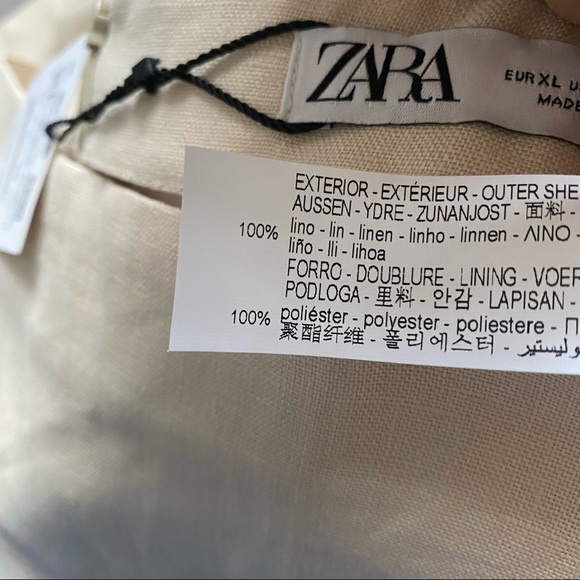 ZARA
EUR XL U
MADE
EXTERIOR - EXTÉRIEUR - OUTER SHE
AUSSEN - YDRE - ZUNANJOST - 面料 -
100% lino - lin - linen - linho - linnen - ΛΙΝΟ -
liño - lli - lihoa
FORRO - DOUBLURE - LINING - VOER
PODLOGA - 里料 - 안감 - LAPISAN -
100% poliéster - polyester - poliestere - Π
聚酯纤维 - 폴리에스터 - بوليستير